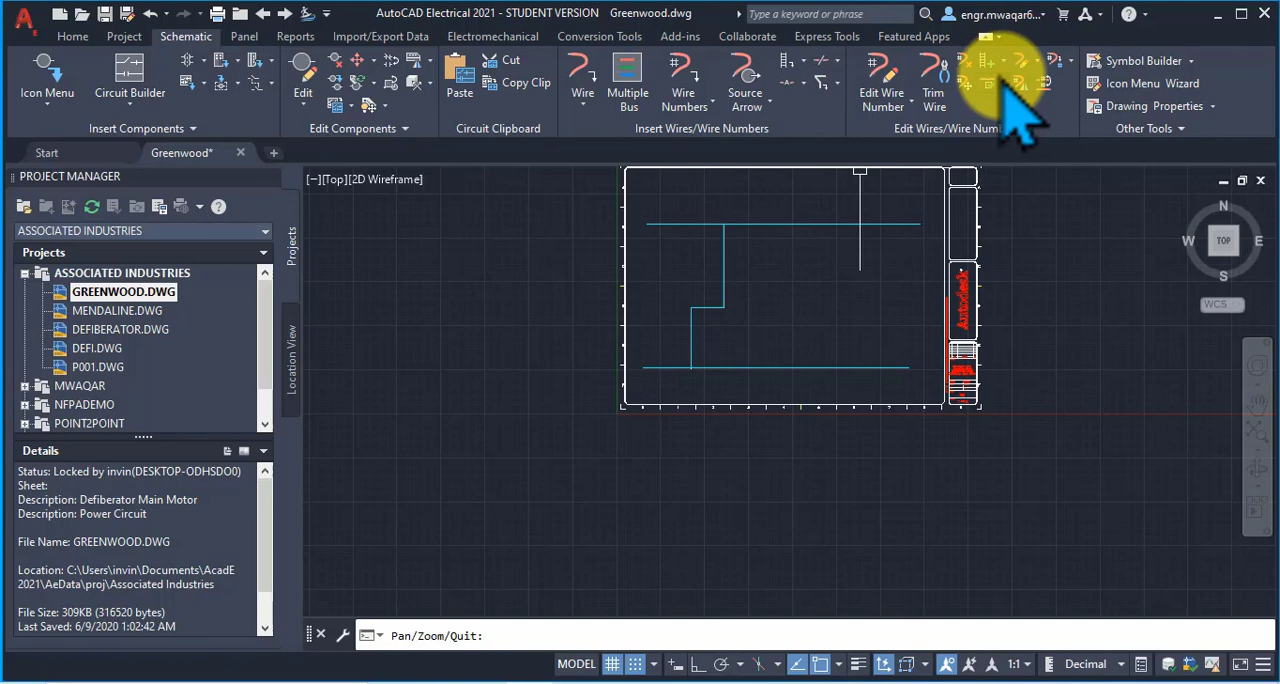 AutoCAD Electrical 2021 - STUDENT VERSION Greenwood.dwg
Type a keyword or phrase
engr.mwaqar6...
Home Project Schematic Panel Reports Import/Export Data Electromechanical Conversion Tools Add-ins Collaborate Express Tools Featured Apps
Icon Menu
Circuit Builder
Insert Components
Edit
Edit Components
Paste
Cut
Copy Clip
Circuit Clipboard
Wire
Multiple
Bus
Wire
Numbers
Source
Arrow
Insert Wires/Wire Numbers
Edit Wire
Number
Trim
Wire
Edit Wires/Wire Num
Symbol Builder
Icon Menu Wizard
Drawing Properties
Other Tools
Start
Greenwood*
PROJECT MANAGER
ASSOCIATED INDUSTRIES
Projects
ASSOCIATED INDUSTRIES
GREENWOOD.DWG
MENDALINE.DWG
DEFIBERATOR.DWG
DEFI.DWG
P001.DWG
MWAQAR
NFPADEMO
POINT2POINT
Projects
Location View
Details
Status: Locked by invin(DESKTOP-ODHSDO0)
Sheet:
Description: Defiberator Main Motor
Description: Power Circuit
File Name: GREENWOOD.DWG
Location: C:\Users\invin\Documents\AcadE
2021\AeData\proj\Associated Industries
File Size: 309KB (316520 bytes)
Last Saved: 6/9/2020 1:02:42 AM
[−][Top][2D Wireframe]
Autodesk
N
W TOP E
S
WCS
Pan/Zoom/Quit:
MODEL
1:1
Decimal